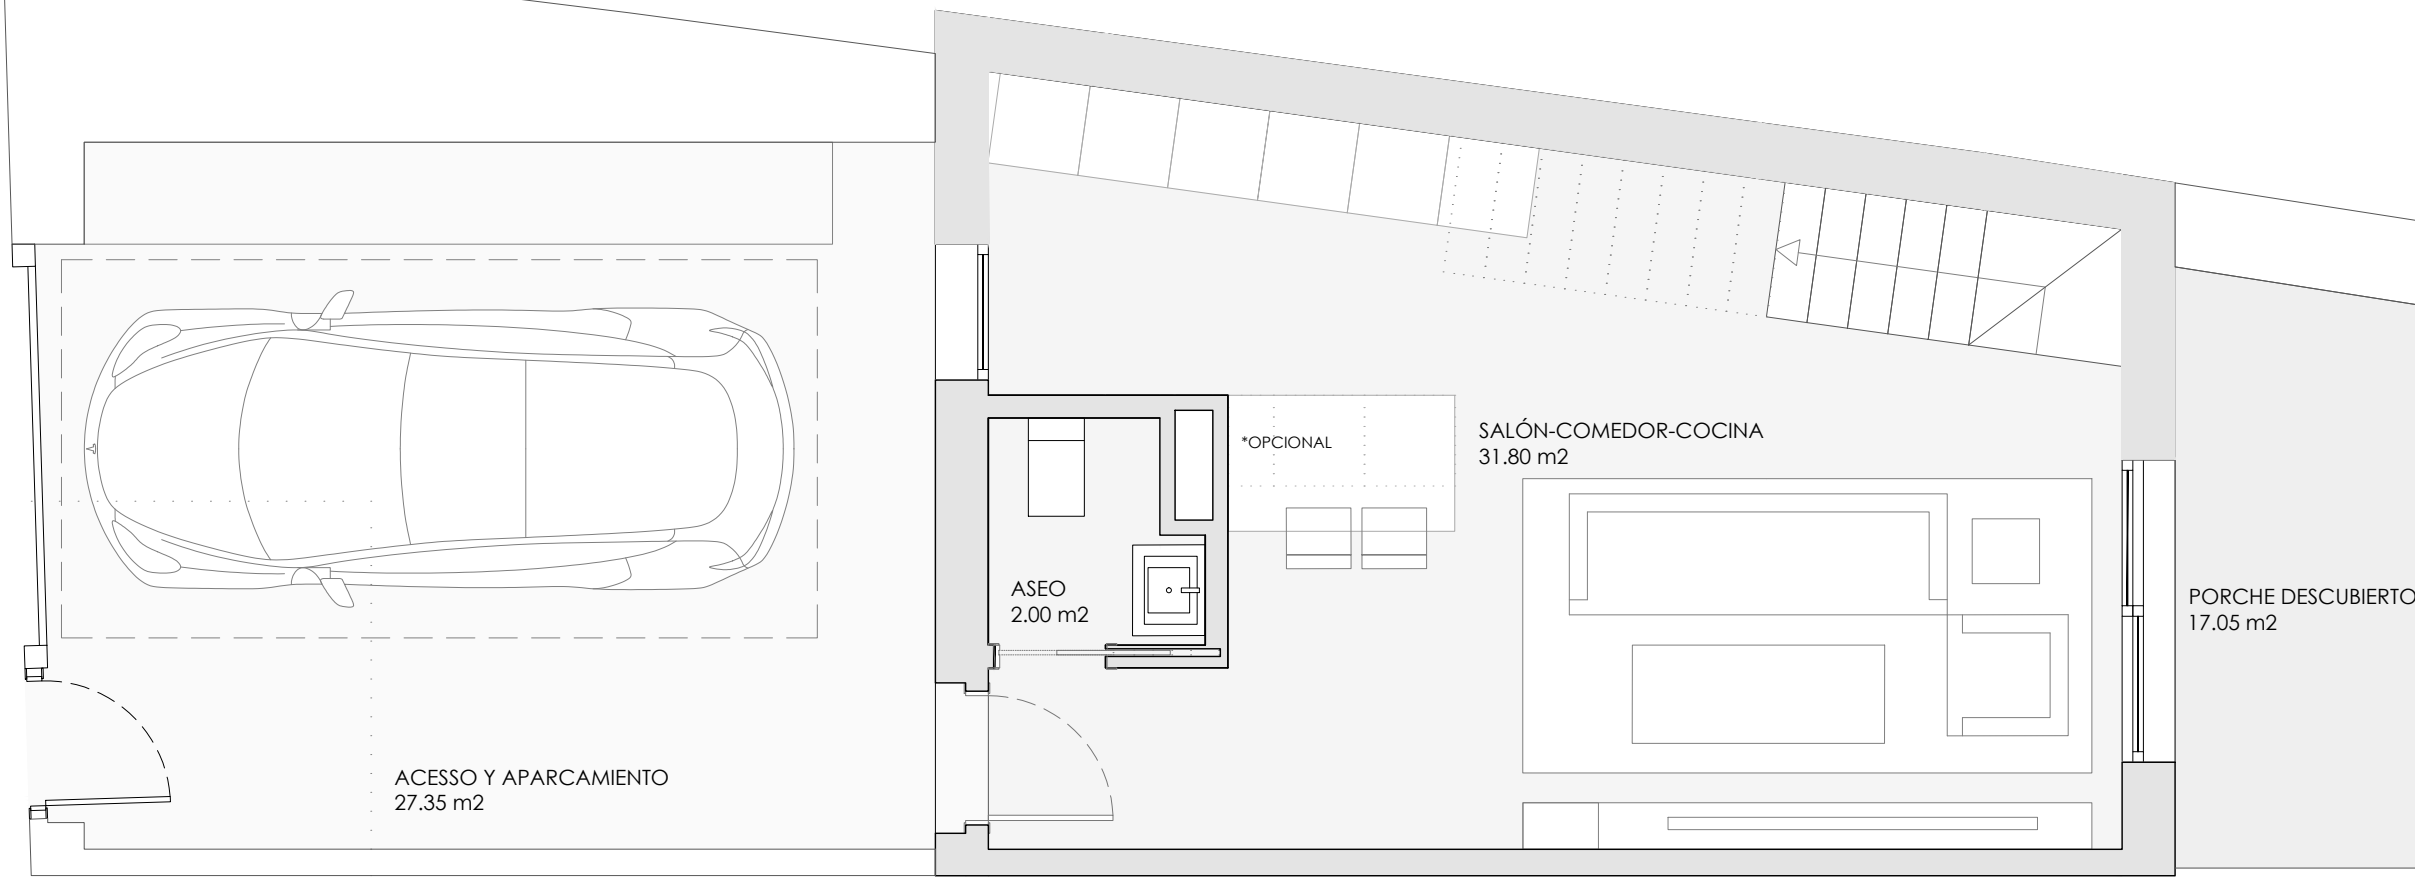 *OPCIONAL
SALÓN-COMEDOR-COCINA
31.80 m2
ASEO
2.00 m2
PORCHE DESCUBIERTO
17.05 m2
ACESSO Y APARCAMIENTO
27.35 m2